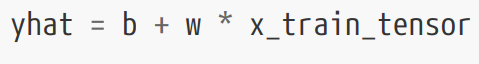 yhat = b + w * x_train_tensor